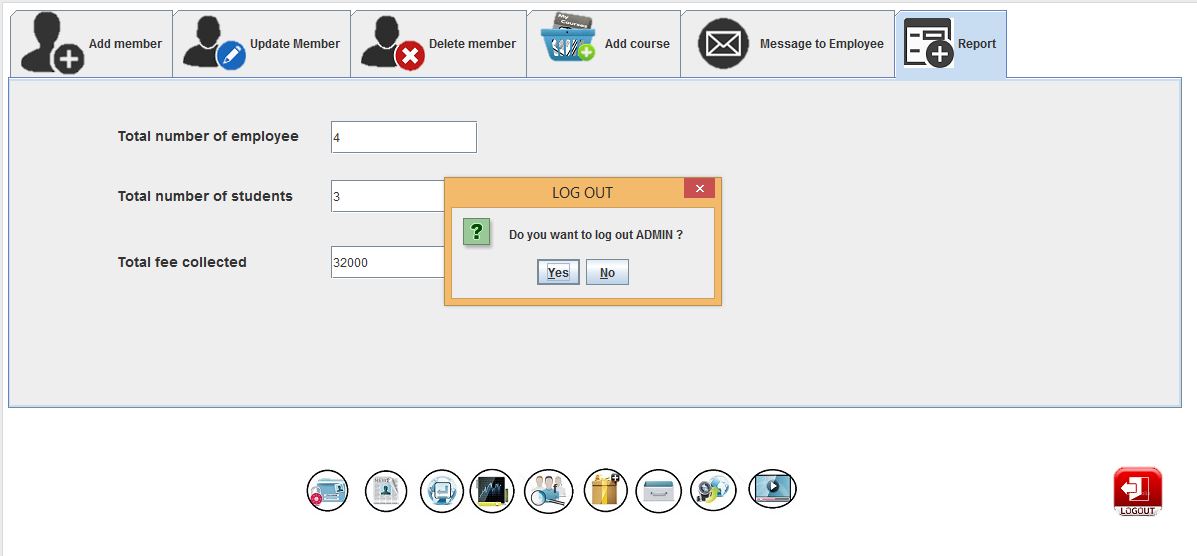 Add member
Update Member
Delete member
My Courses
Add course
Message to Employee
Report
Total number of employee
4
Total number of students
3
Total fee collected
32000
LOG OUT
Do you want to log out ADMIN ?
Yes
No
NEWS
LOGOUT